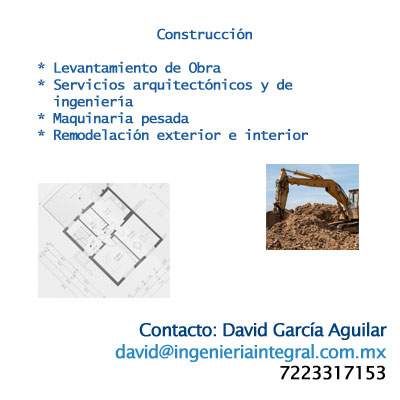 Construcción
* Levantamiento de Obra
* Servicios arquitectónicos y de
ingeniería
* Maquinaria pesada
* Remodelación exterior e interior
Contacto: David García Aguilar
david@ingenieriaintegral.com.mx
7223317153